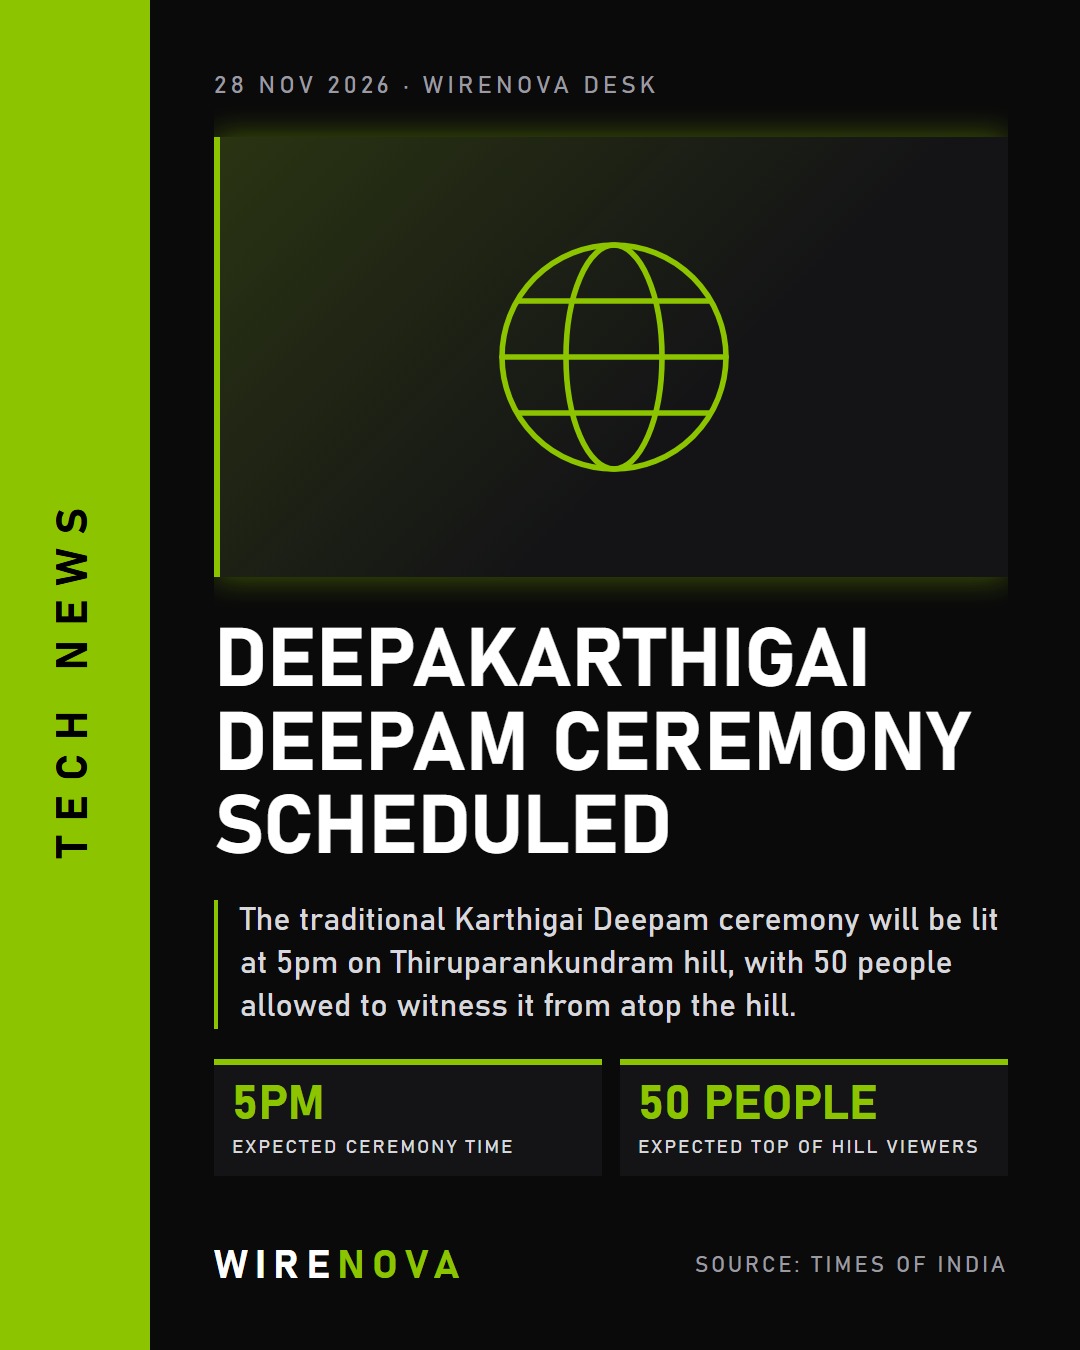 28 NOV 2026 · WIRENOVA DESK
TECH NEWS
DEEPAKARTHIGAI
DEEPAM CEREMONY
SCHEDULED
The traditional Karthigai Deepam ceremony will be lit
at 5pm on Thiruparankundram hill, with 50 people
allowed to witness it from atop the hill.
5PM
EXPECTED CEREMONY TIME
50 PEOPLE
EXPECTED TOP OF HILL VIEWERS
WIRENOVA
SOURCE: TIMES OF INDIA